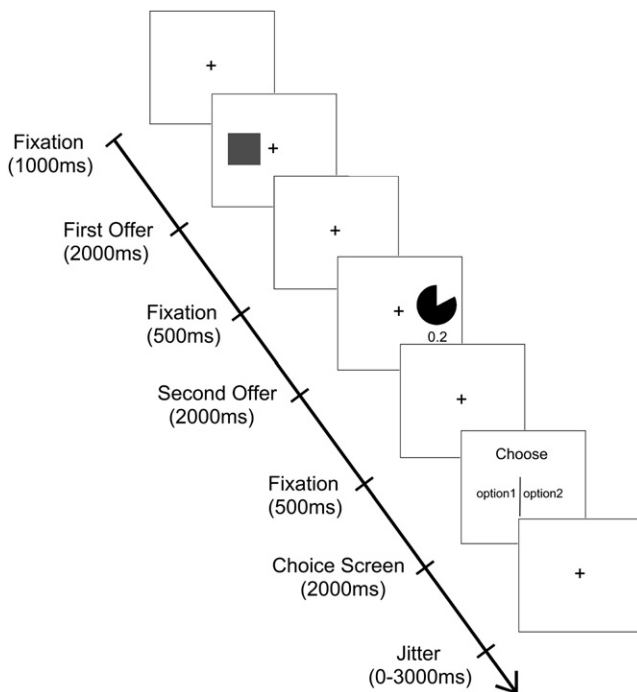 Fixation
(1000ms)
First Offer
(2000ms)
Fixation
(500ms)
Second Offer
(2000ms)
0.2
Fixation
(500ms)
Choose
option1 option2
Choice Screen
(2000ms)
Jitter
(0-3000ms)